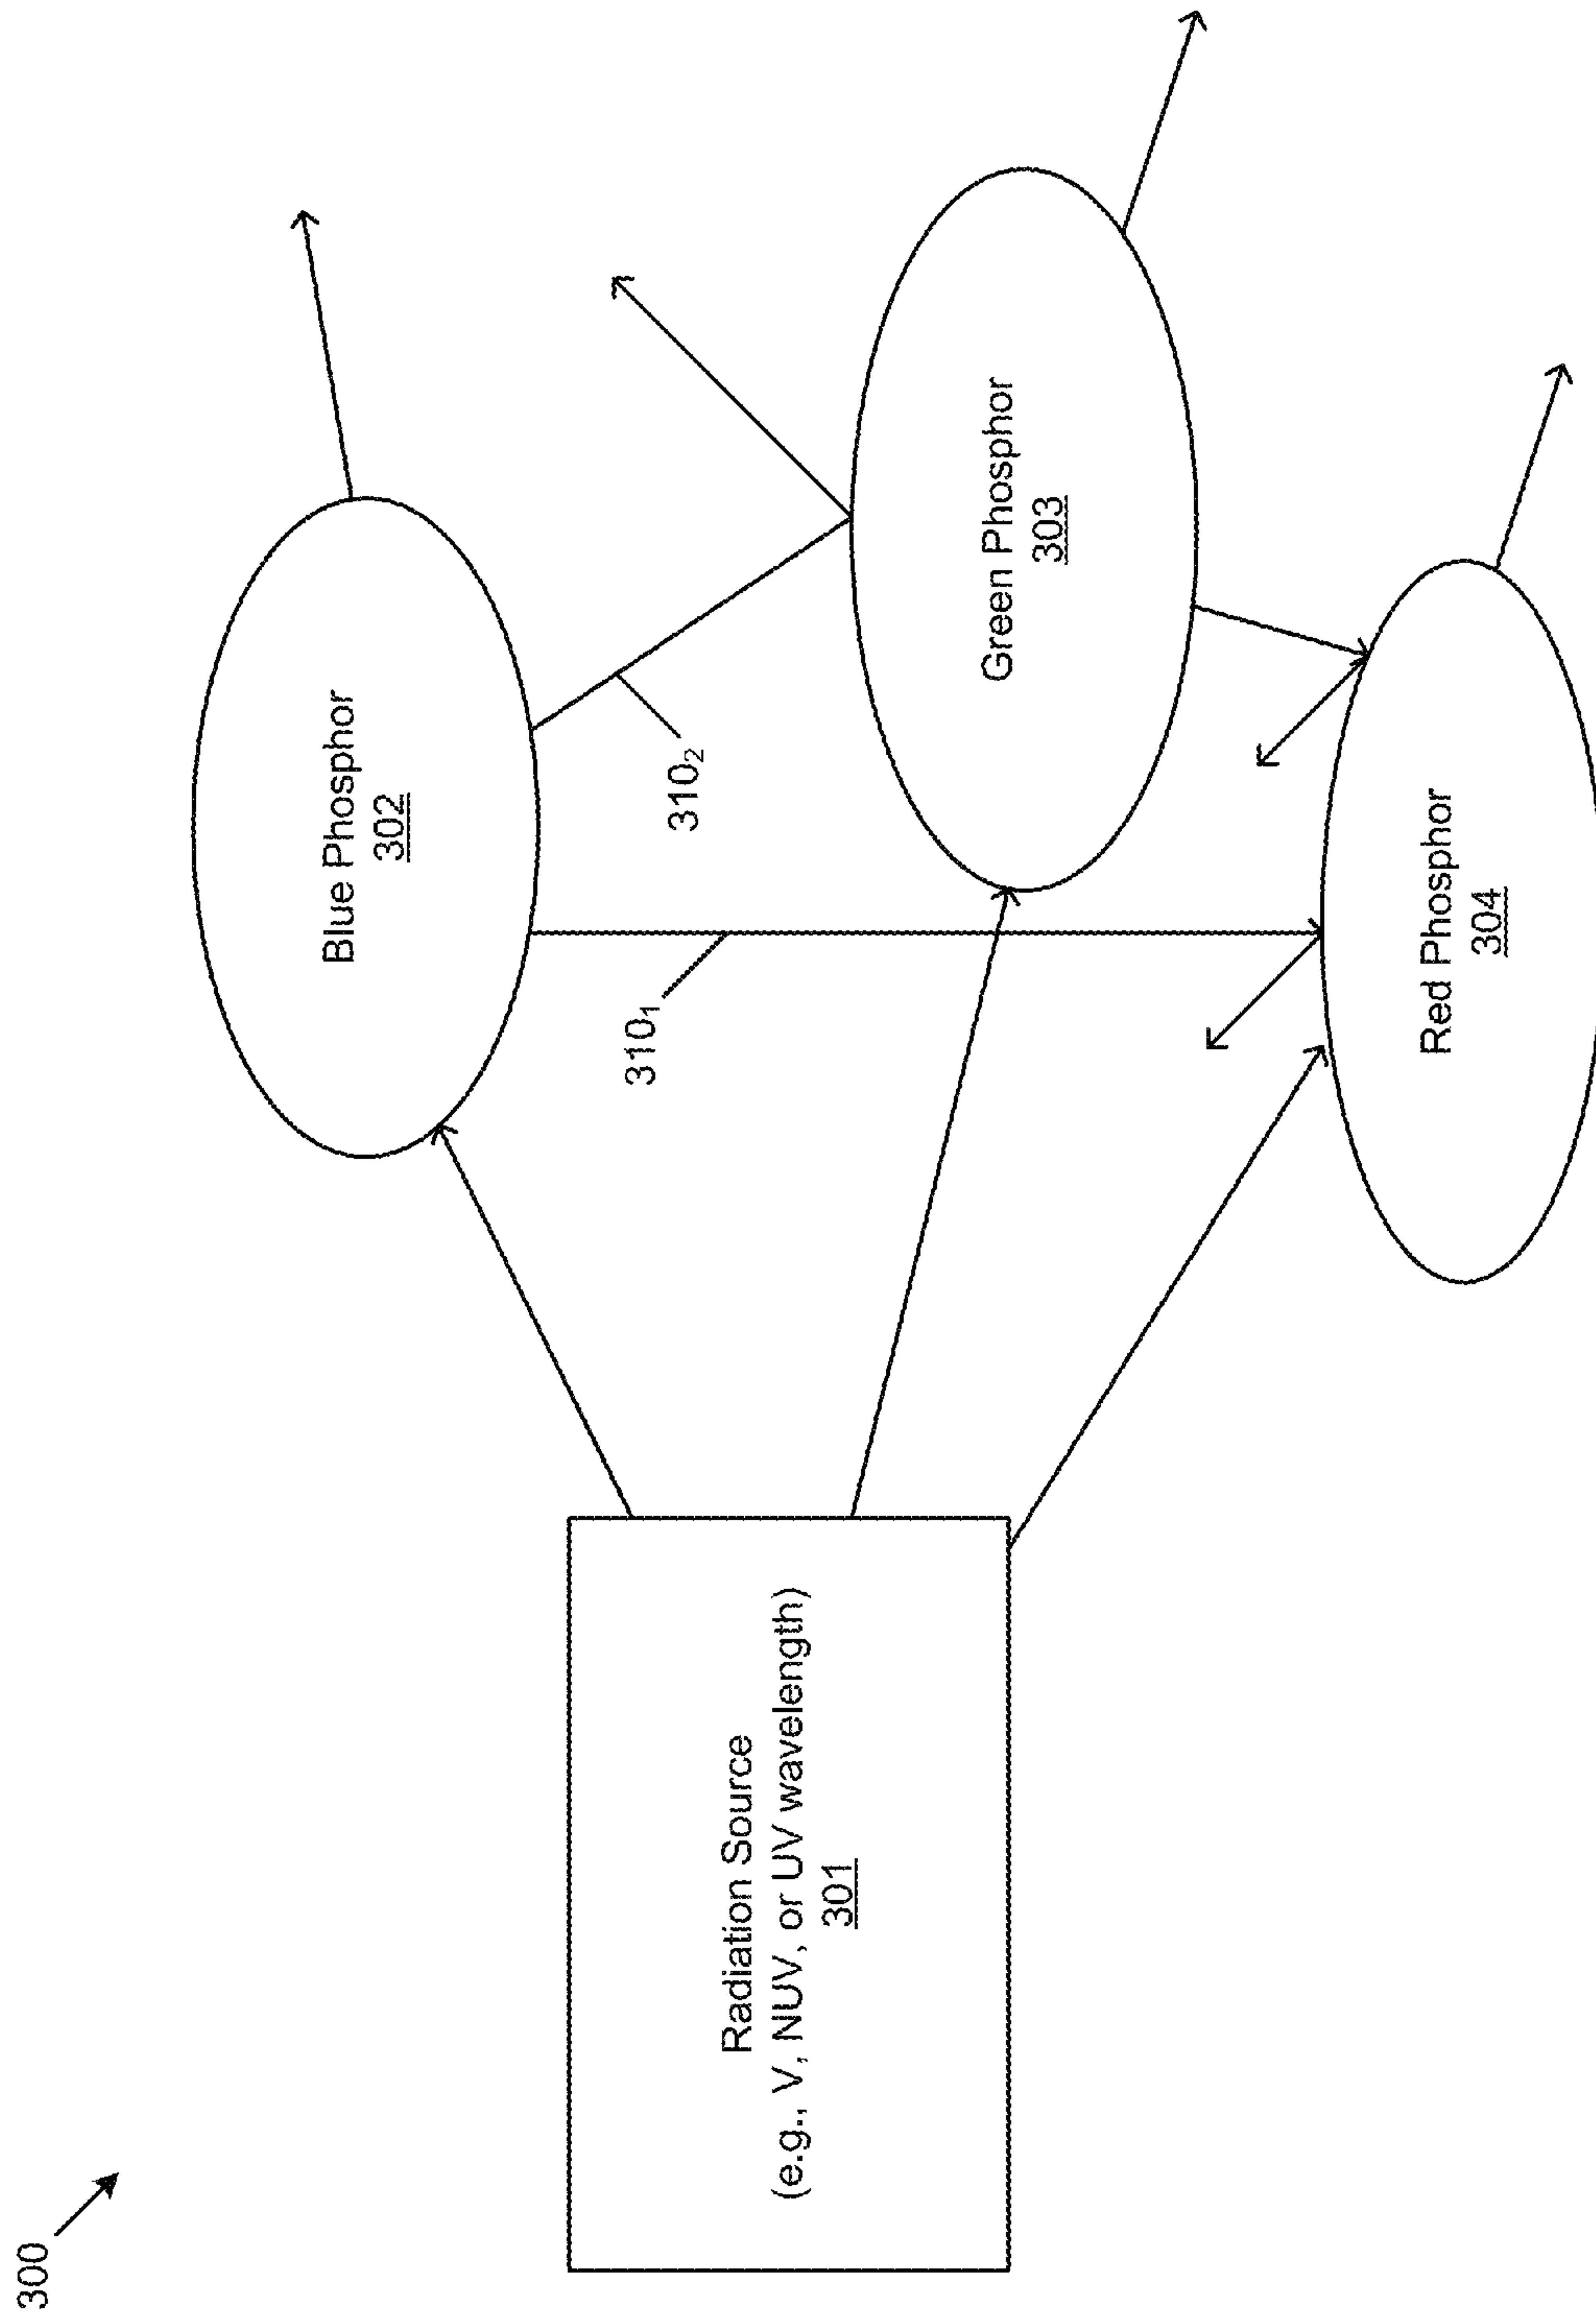 300
Radiation Source
(e.g., V, NUV, or UV wavelength)
301
Blue Phosphor
302
310₁
310₂
Green Phosphor
303
Red Phosphor
304